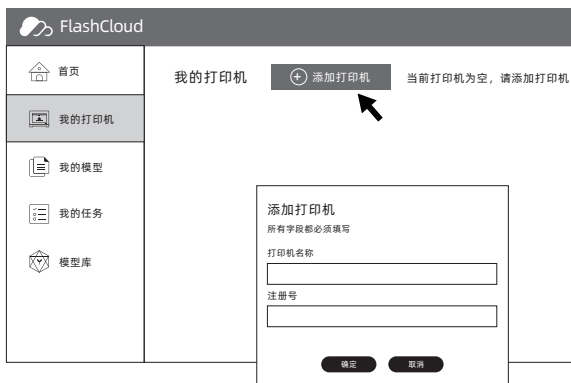 FlashCloud
首页
我的打印机
我的模型
我的任务
模型库
我的打印机 添加打印机 当前打印机为空，请添加打印机
添加打印机
所有字段都必须填写
打印机名称
注册号
确定 取消